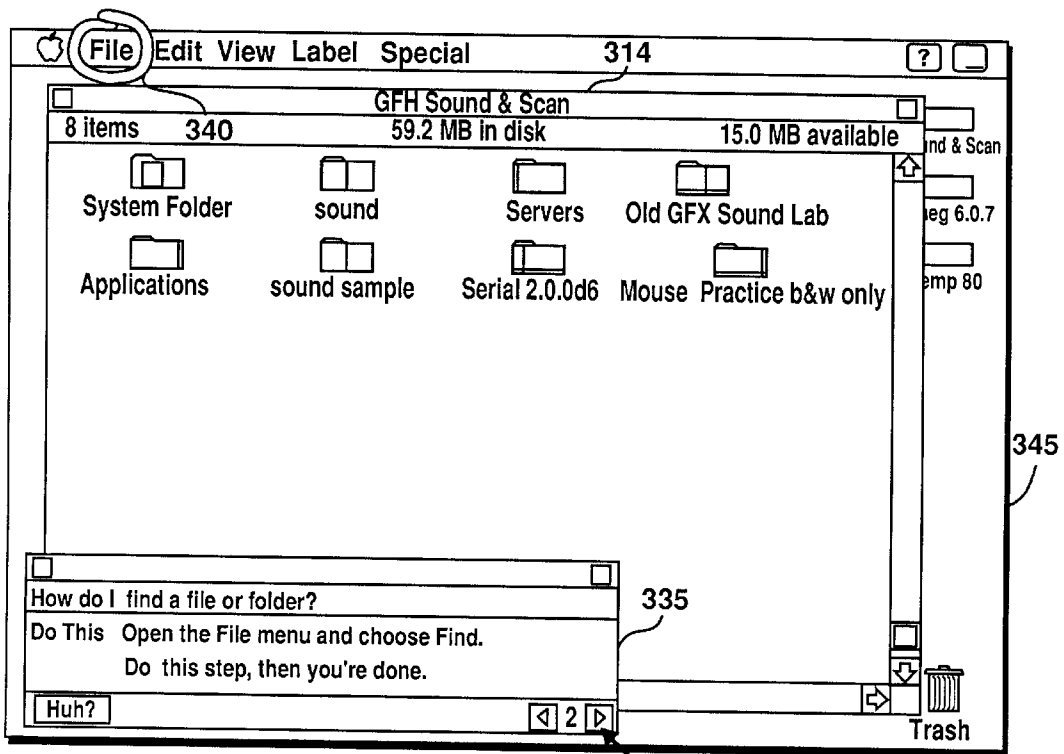 File Edit View Label Special 314 ?
GFH Sound & Scan
8 items 340 59.2 MB in disk 15.0 MB available
nd & Scan
System Folder sound Servers Old GFX Sound Lab
eg 6.0.7
Applications sound sample Serial 2.0.0d6 Mouse Practice b&w only
emp 80
345
How do I find a file or folder?
335
Do This Open the File menu and choose Find.
Do this step, then you're done.
Huh? 2
Trash